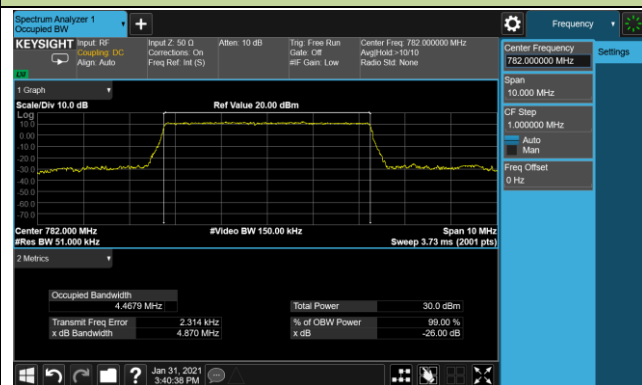 Spectrum Analyzer 1
Occupied BW
Frequency
KEYSIGHT
Input: RF
Coupling: DC
Align: Auto
Input Z: 50 Ω
Corrections: On
Freq Ref: Int (S)
Atten: 10 dB
Trig: Free Run
Gate: Off
#IF Gain: Low
Center Freq: 782.000000 MHz
Avg|Hold:>10/10
Radio Std: None
Center Frequency
782.000000 MHz
Settings
Span
10.000 MHz
CF Step
1.000000 MHz
Auto
Man
Freq Offset
0 Hz
1 Graph
Scale/Div 10.0 dB
Ref Value 20.00 dBm
Log
10.0
0.00
-10.0
-20.0
-30.0
-40.0
-50.0
-60.0
-70.0
Center 782.000 MHz
#Video BW 150.00 kHz
Span 10 MHz
#Res BW 51.000 kHz
Sweep 3.73 ms (2001 pts)
2 Metrics
Occupied Bandwidth
4.4679 MHz
Total Power
30.0 dBm
Transmit Freq Error
2.314 kHz
% of OBW Power
99.00 %
x dB Bandwidth
4.870 MHz
x dB
-26.00 dB
?
Jan 31, 2021
3:40:38 PM